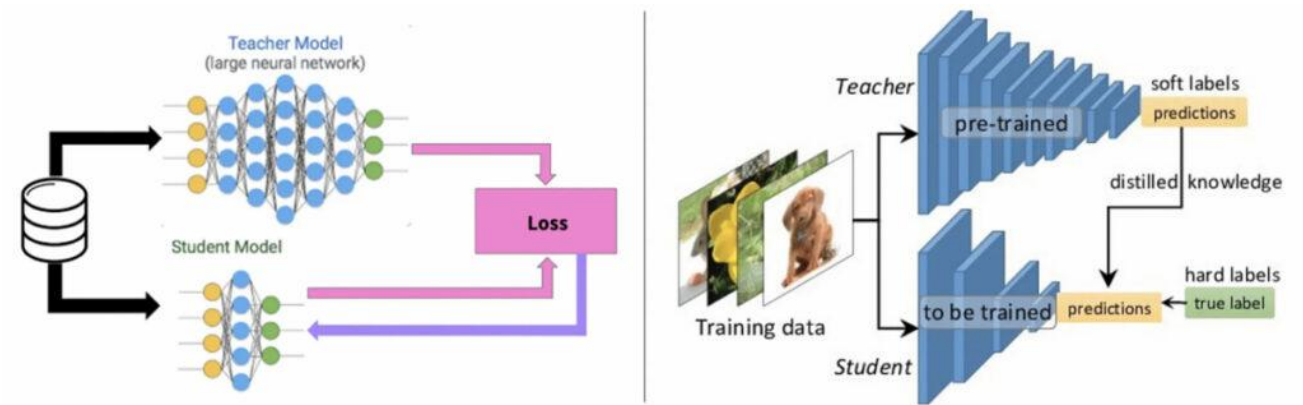 Teacher Model
(large neural network)
Loss
Student Model
Teacher
pre-trained
soft labels
predictions
distilled knowledge
Training data
to be trained
predictions
hard labels
true label
Student